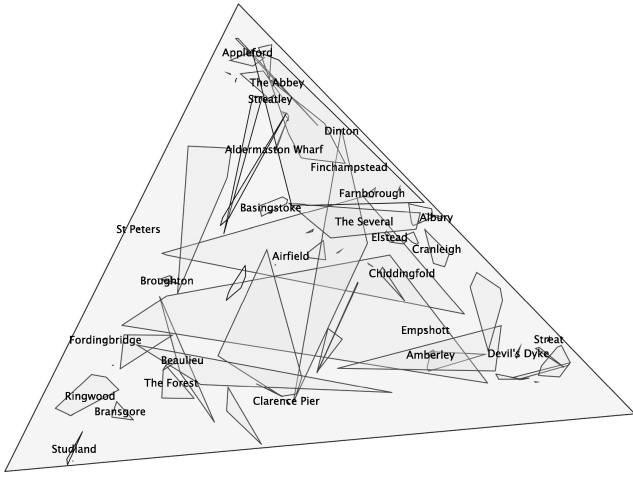 Appleford
The Abbey
Streatley
Dinton
Aldermaston Wharf
Finchampstead
Farnborough
Basingstoke
The Several
Albury
St Peters
Elstead
Cranleigh
Airfield
Chiddingfold
Broughton
Empshott
Fordingbridge
Streat
Amberley
Devil's Dyke
Beaulieu
The Forest
Ringwood
Clarence Pier
Bransgore
Studland